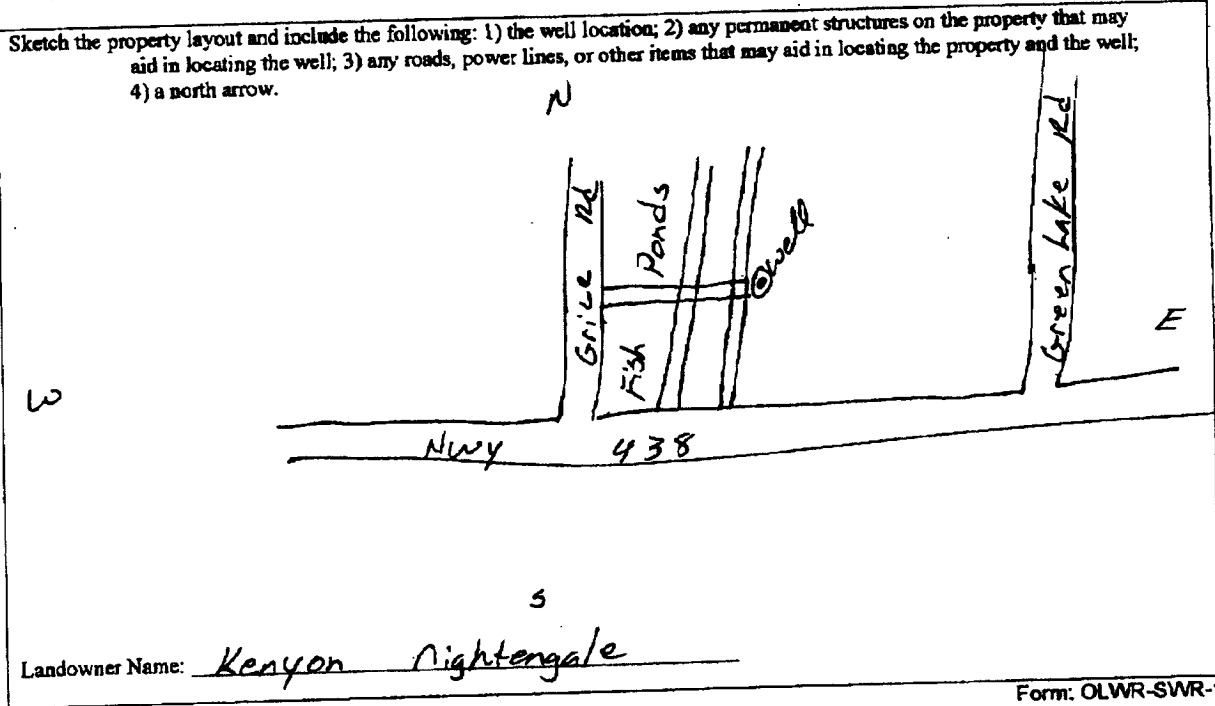 Sketch the property layout and include the following: 1) the well location; 2) any permanent structures on the property that may
aid in locating the well; 3) any roads, power lines, or other items that may aid in locating the property and the well;
4) a north arrow.
N
Grice Rd
Fish Ponds
well
Green Lake Rd
E
W
Hwy 438
S
Landowner Name: Kenyon Nightengale
Form: OLWR-SWR-